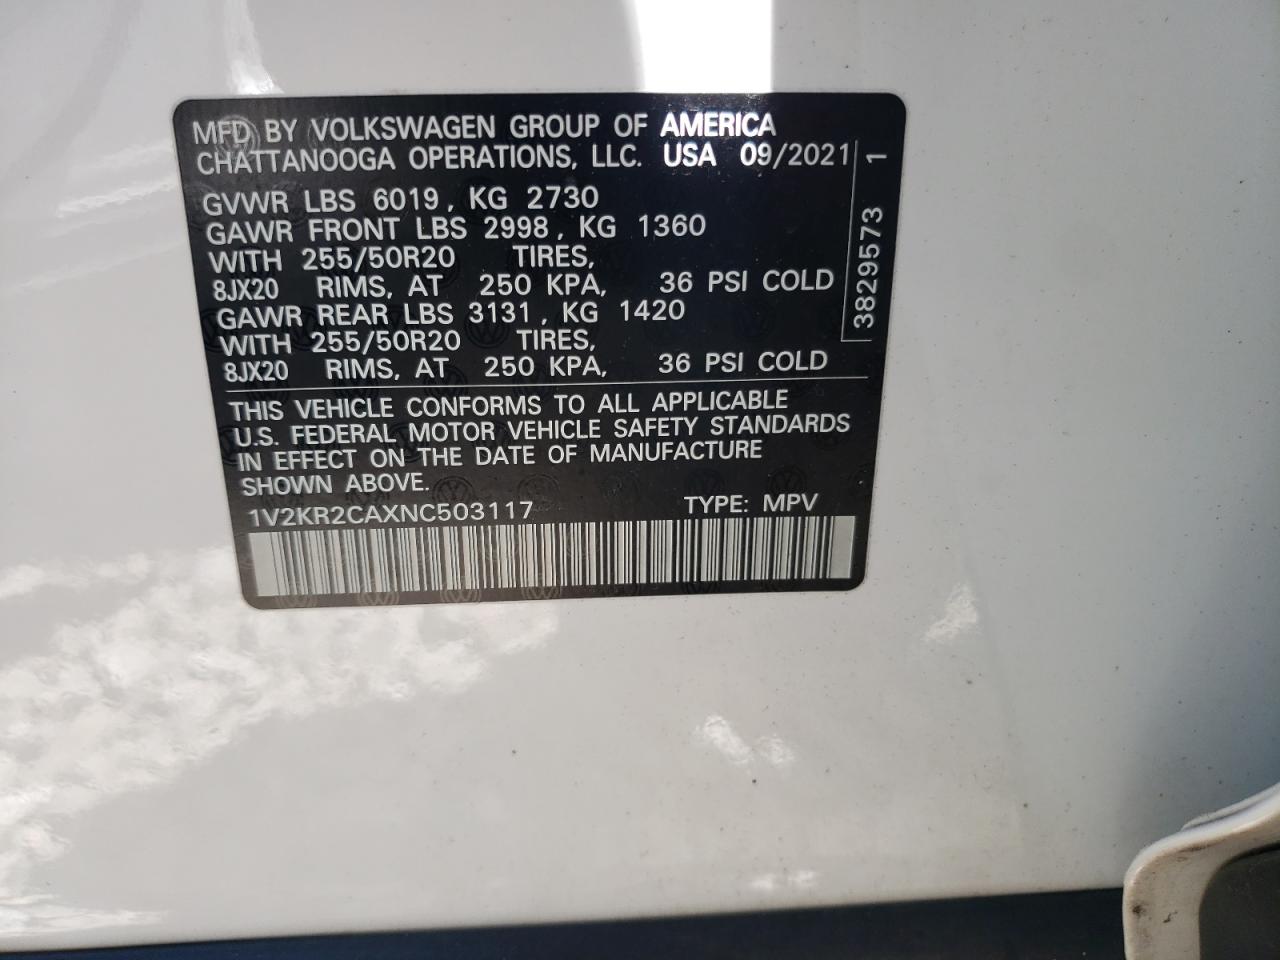 MFD BY VOLKSWAGEN GROUP OF AMERICA
CHATTANOOGA OPERATIONS, LLC. USA 09/2021
GVWR LBS 6019, KG 2730
GAWR FRONT LBS 2998, KG 1360
WITH 255/50R20 TIRES,
8JX20 RIMS, AT 250 KPA, 36 PSI COLD
GAWR REAR LBS 3131, KG 1420
WITH 255/50R20 TIRES,
8JX20 RIMS, AT 250 KPA, 36 PSI COLD
3829573 1
THIS VEHICLE CONFORMS TO ALL APPLICABLE
U.S. FEDERAL MOTOR VEHICLE SAFETY STANDARDS
IN EFFECT ON THE DATE OF MANUFACTURE
SHOWN ABOVE.
1V2KR2CAXNC503117 TYPE: MPV